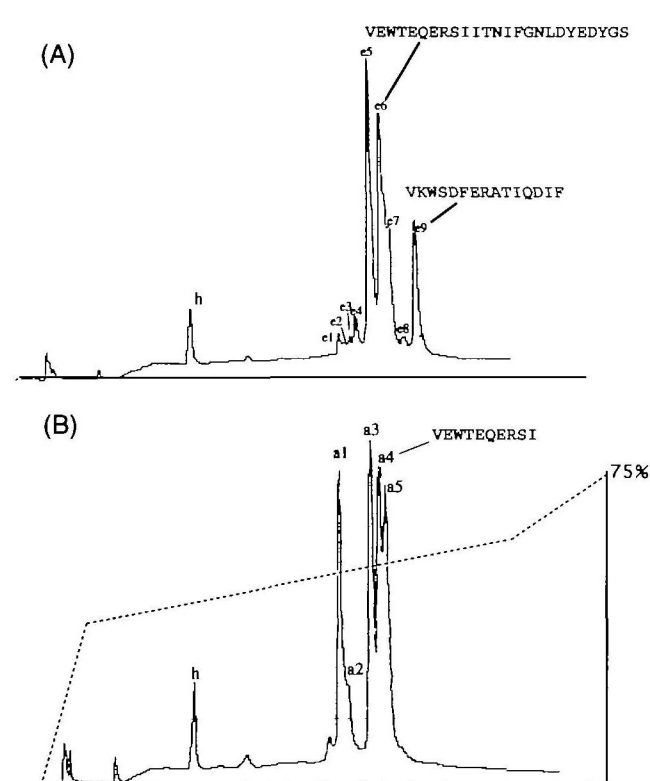 (A)
VEWTEQERSIITNIFGNLDYEDYGS
e5
e6
VKWSDFERATIQDIF
e7
e9
h
e3
e2
e4
e1
e8
(B)
a3
VEWTEQERSI
a1
a4
75%
a5
a2
h